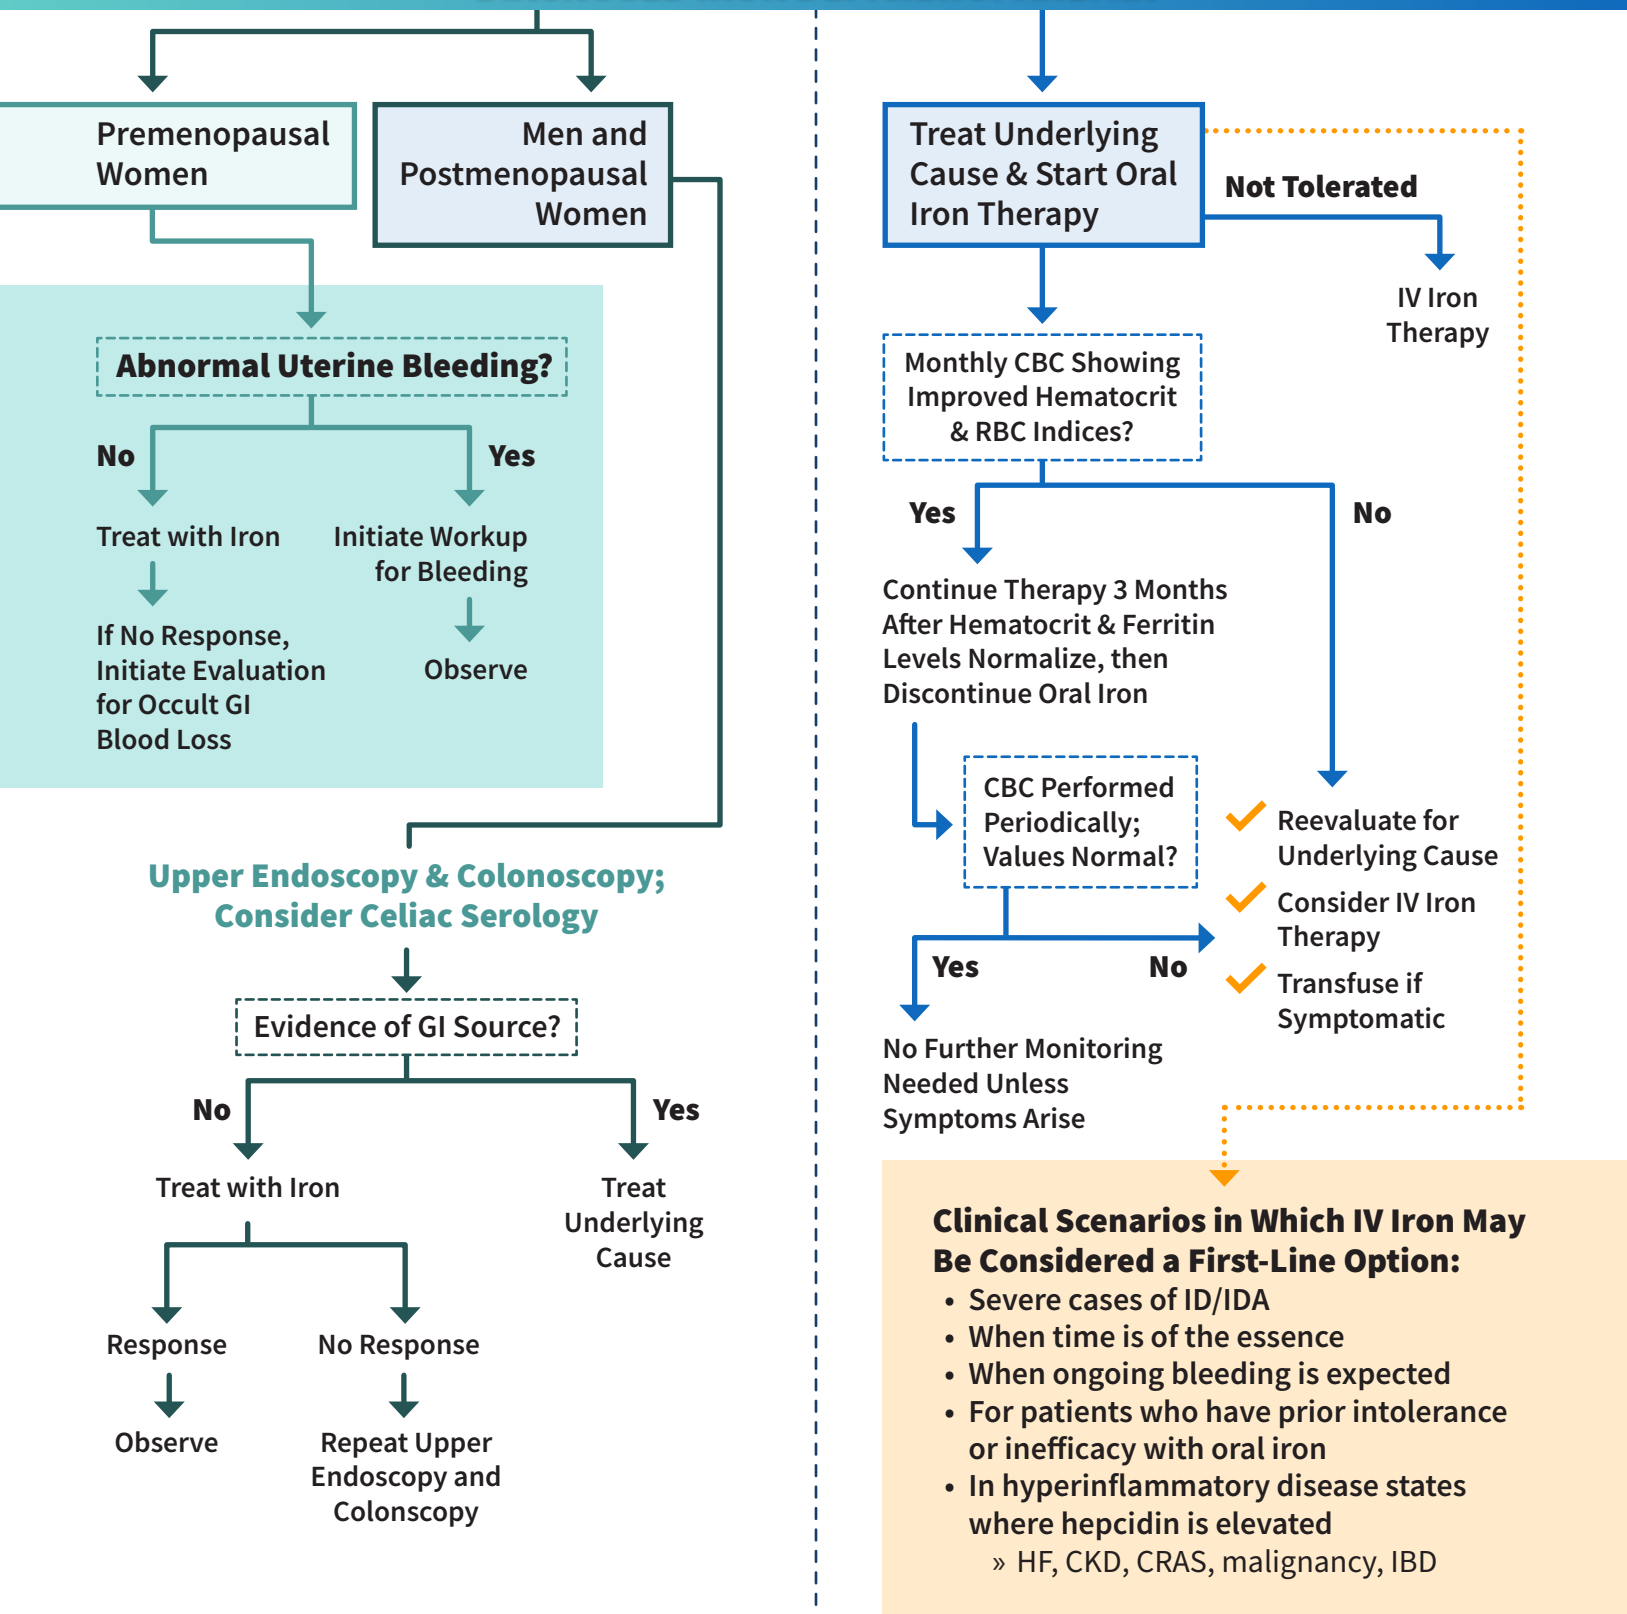 Premenopausal
Women
Men and
Postmenopausal
Women
Abnormal Uterine Bleeding?
No
Yes
Treat with Iron
Initiate Workup
for Bleeding
If No Response,
Initiate Evaluation
for Occult GI
Blood Loss
Observe
Upper Endoscopy & Colonoscopy;
Consider Celiac Serology
Evidence of GI Source?
No
Yes
Treat with Iron
Treat
Underlying
Cause
Response
No Response
Observe
Repeat Upper
Endoscopy and
Colonscopy
Treat Underlying
Cause & Start Oral
Iron Therapy
Not Tolerated
IV Iron
Therapy
Monthly CBC Showing
Improved Hematocrit
& RBC Indices?
Yes
No
Continue Therapy 3 Months
After Hematocrit & Ferritin
Levels Normalize, then
Discontinue Oral Iron
CBC Performed
Periodically;
Values Normal?
Yes
No
Reevaluate for
Underlying Cause
Consider IV Iron
Therapy
Transfuse if
Symptomatic
No Further Monitoring
Needed Unless
Symptoms Arise
Clinical Scenarios in Which IV Iron May
Be Considered a First-Line Option:
• Severe cases of ID/IDA
• When time is of the essence
• When ongoing bleeding is expected
• For patients who have prior intolerance
or inefficacy with oral iron
• In hyperinflammatory disease states
where hepcidin is elevated
» HF, CKD, CRAS, malignancy, IBD